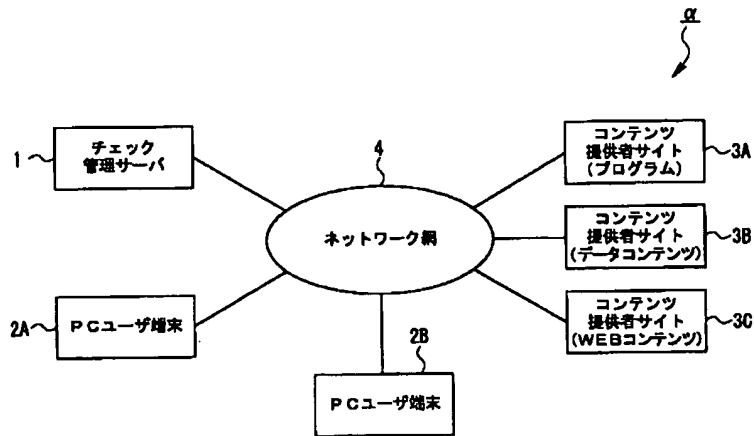 α
チェック
管理サーバ
1
4
コンテンツ
提供者サイト
(プログラム)
3A
ネットワーク網
コンテンツ
提供者サイト
(データコンテンツ)
3B
コンテンツ
提供者サイト
(WEBコンテンツ)
3C
2A
PCユーザ端末
2B
PCユーザ端末